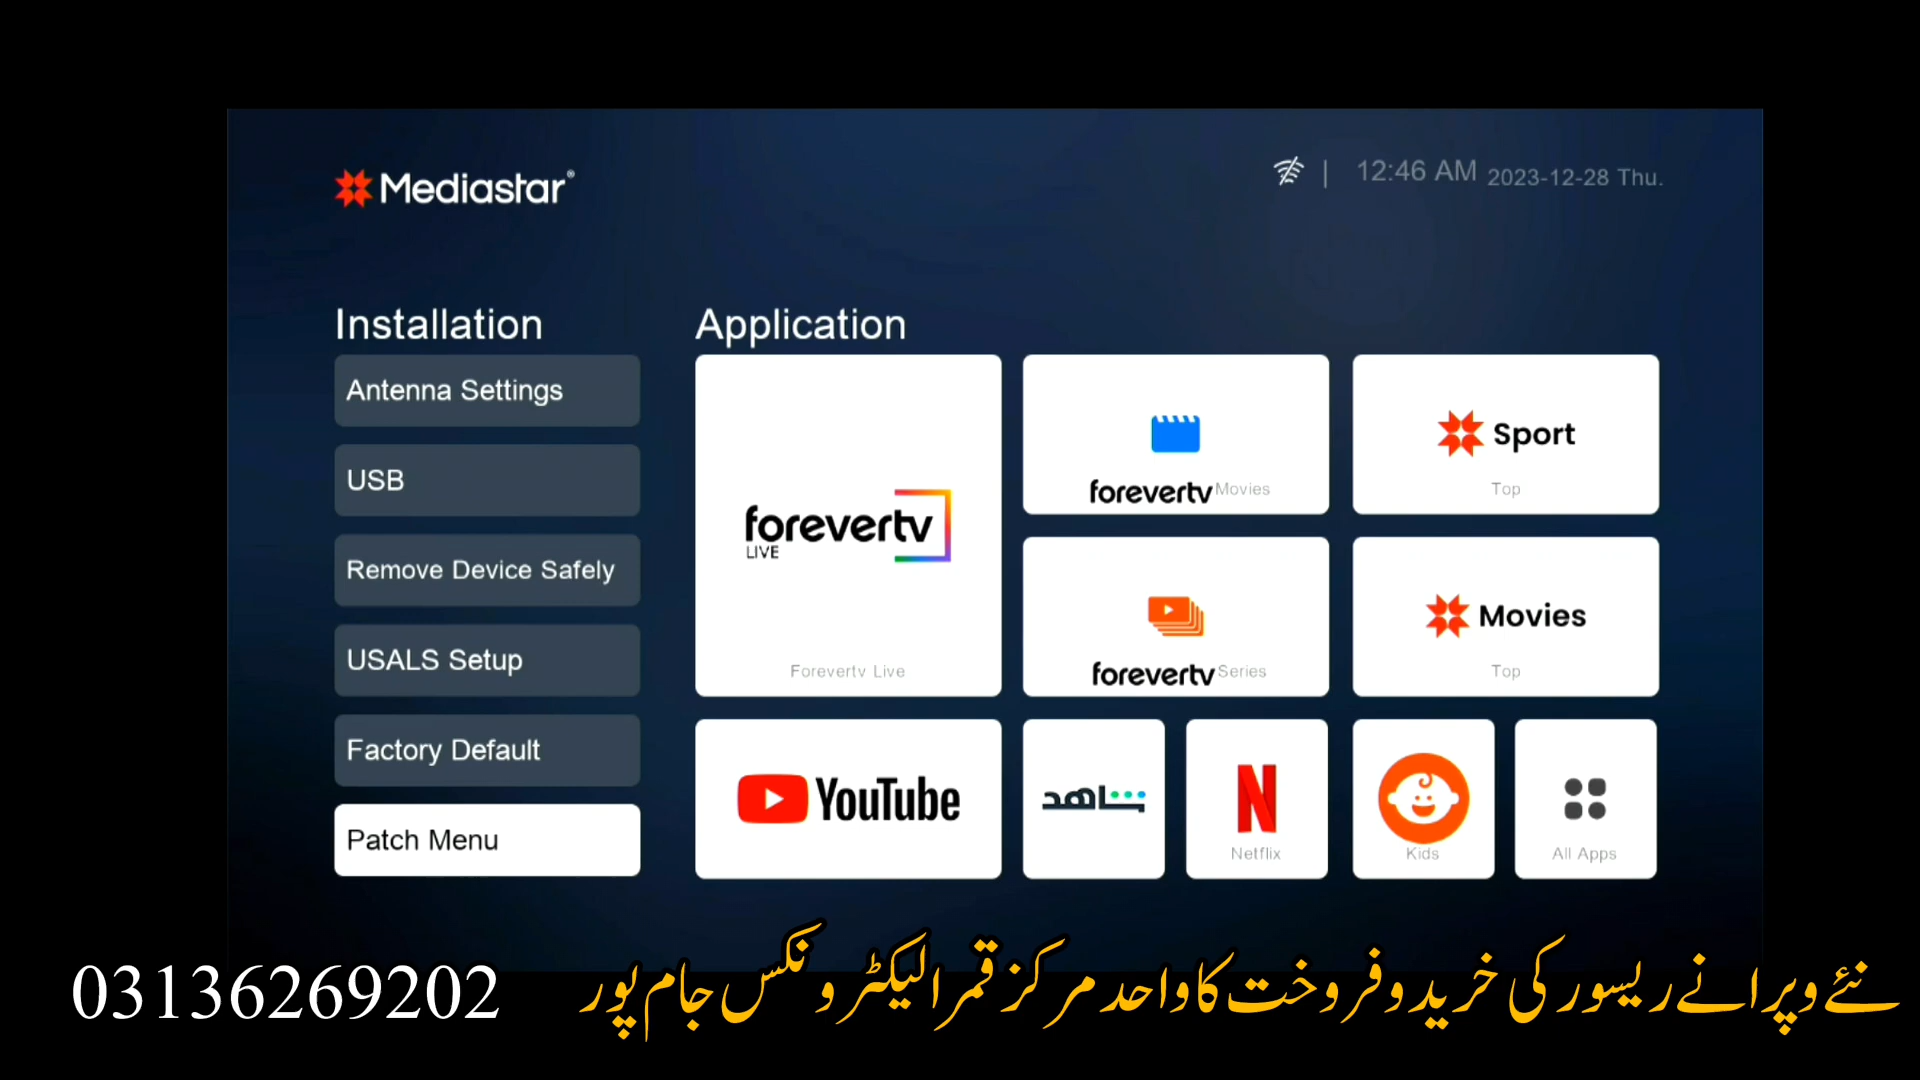 Mediastar®
12:46 AM 2023-12-28 Thu.
Installation
Antenna Settings
USB
Remove Device Safely
USALS Setup
Factory Default
Patch Menu
Application
forevertv
LIVE
Forevertv Live
forevertv Movies
Sport
Top
forevertv Series
Movies
Top
YouTube
شاهد
N
Netflix
Kids
All Apps
نئے و پرانے ریسور کی خرید و فروخت کا واحد مرکز قمر الیکٹرونکس جام پور
03136269202